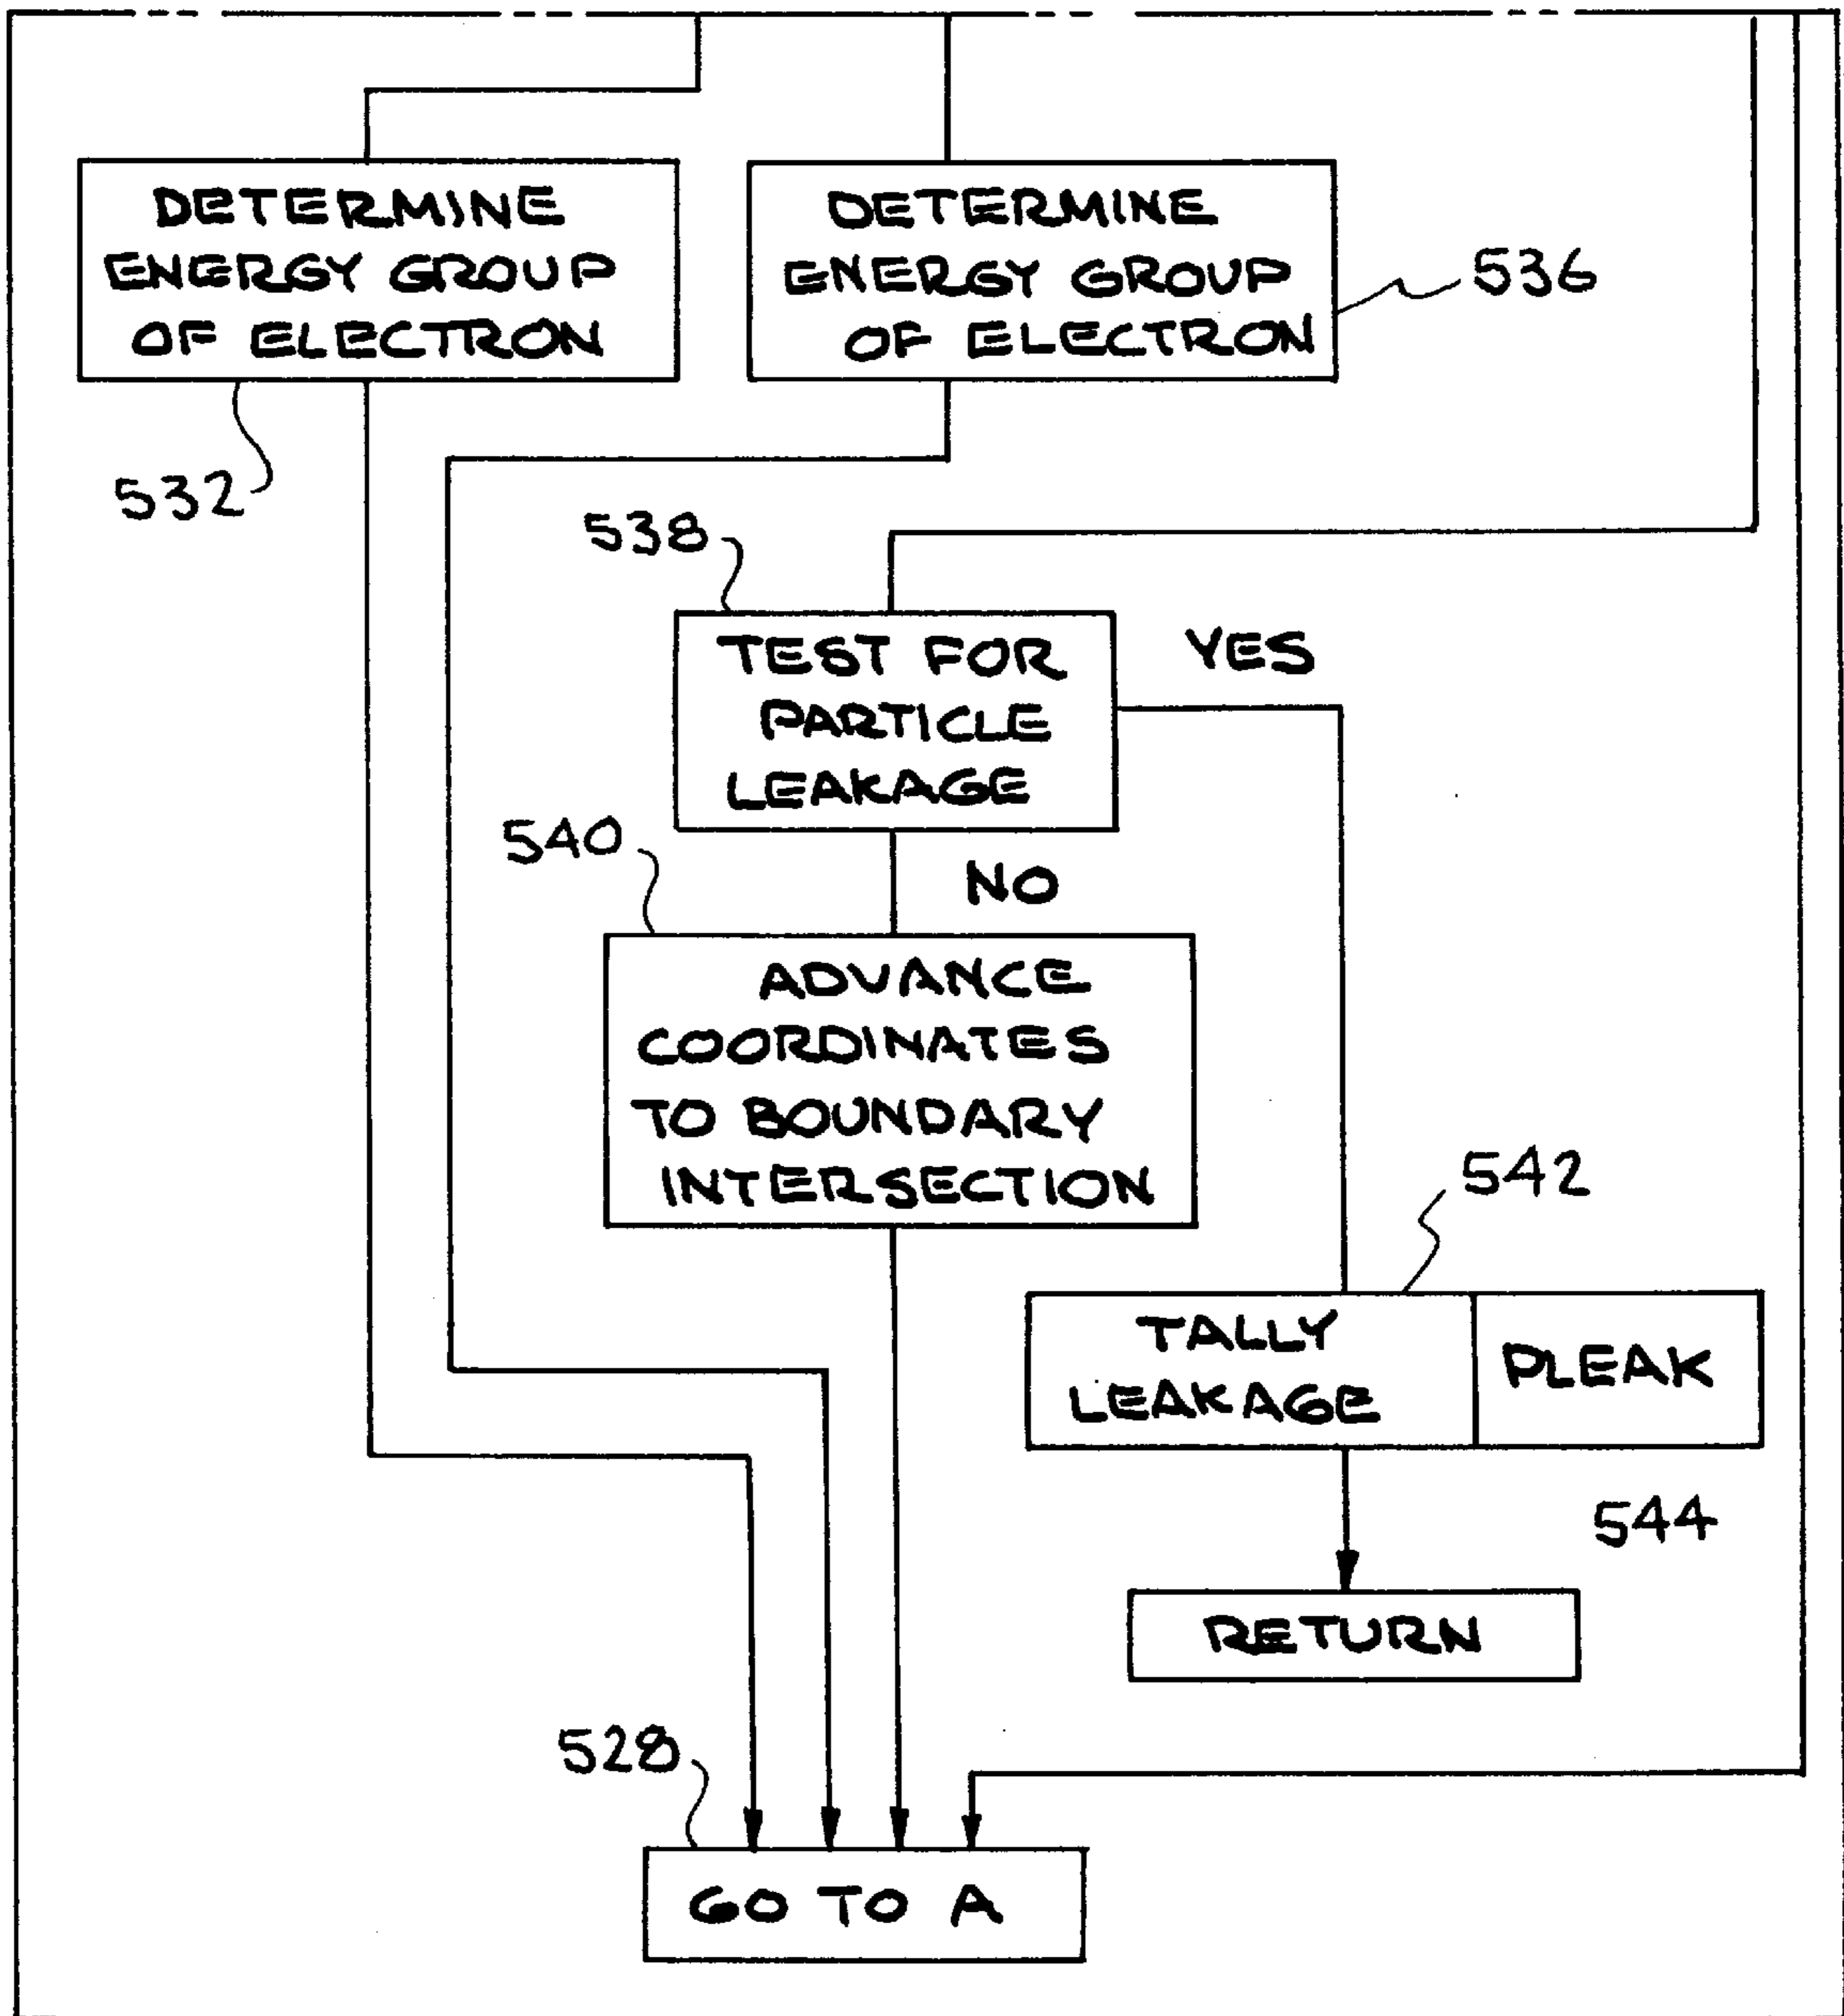 DETERMINE
ENERGY GROUP
OF ELECTRON
532
DETERMINE
ENERGY GROUP
OF ELECTRON
536
538
TEST FOR
PARTICLE
LEAKAGE
YES
NO
540
ADVANCE
COORDINATES
TO BOUNDARY
INTERSECTION
542
TALLY
LEAKAGE
PLEAK
544
RETURN
528
GO TO A